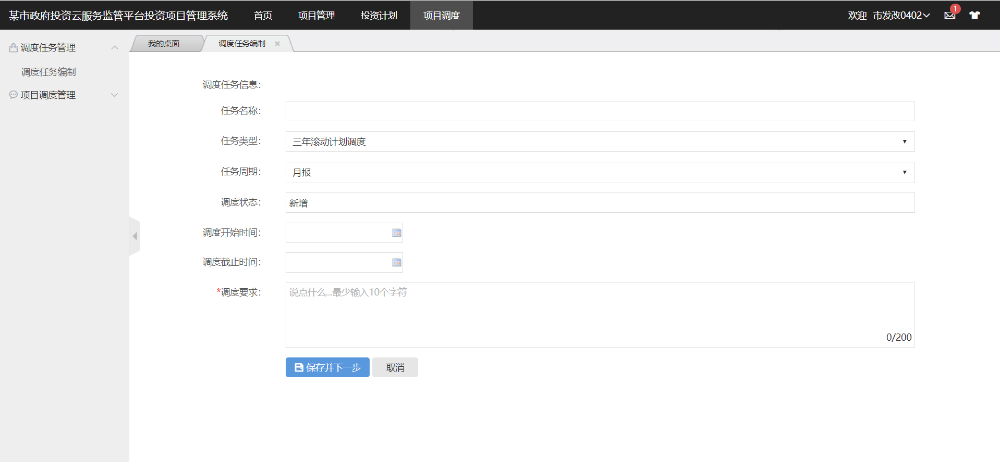 某市政府投资云服务监管平台投资项目管理系统 首页 项目管理 投资计划 项目调度 欢迎 市发改0402 1
调度任务管理
调度任务编制
项目调度管理
我的桌面 调度任务编制
调度任务信息：
任务名称：
任务类型： 三年滚动计划调度
任务周期： 月报
调度状态： 新增
调度开始时间：
调度截止时间：
*调度要求： 说点什么...最少输入10个字符
0/200
保存并下一步 取消